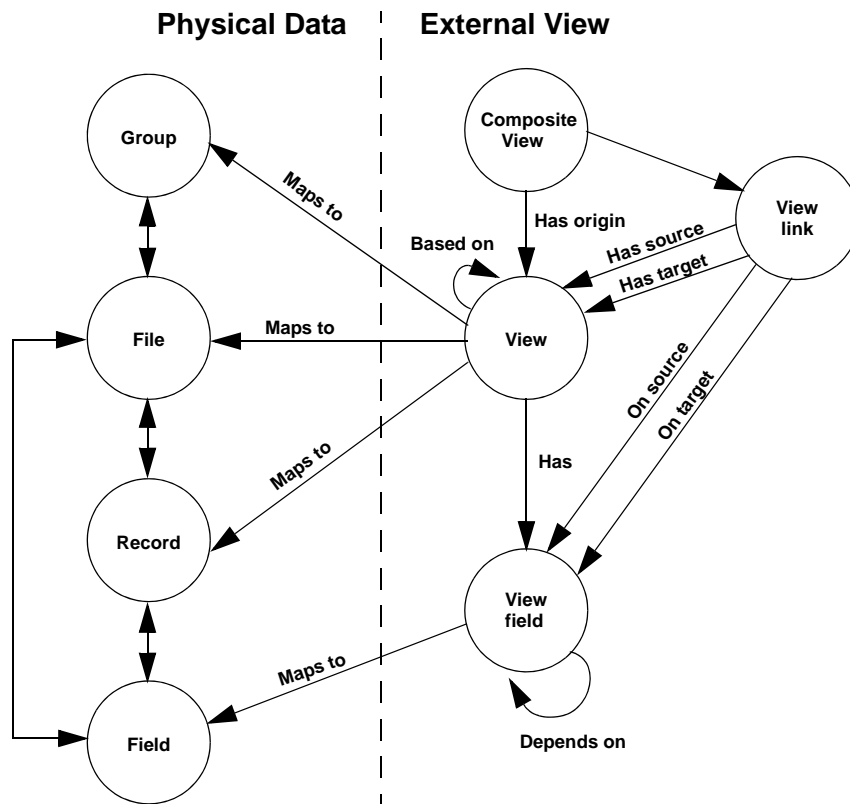 Physical Data
External View
Group
Composite
View
View
link
Maps to
Has origin
Has source
Based on
Has target
File
Maps to
View
On source
On target
Maps to
Has
Record
View
field
Maps to
Field
Depends on